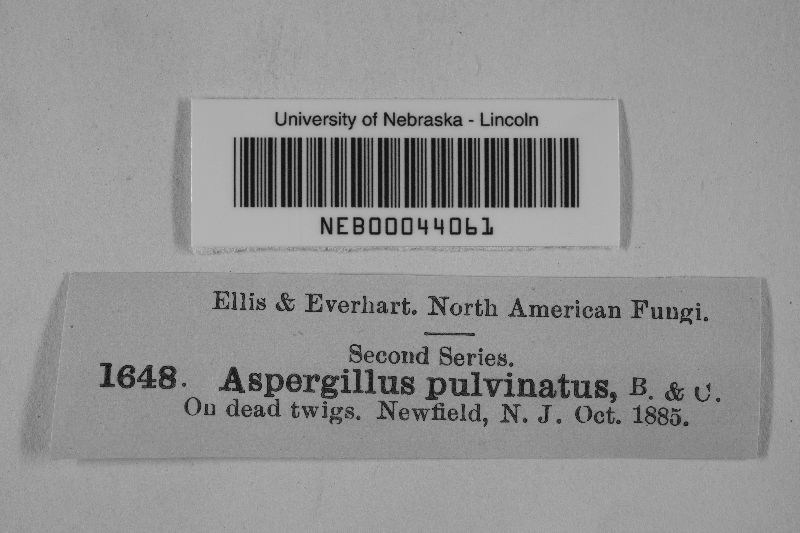 University of Nebraska - Lincoln
NEB00044061
Ellis & Everhart. North American Fungi.
Second Series.
1648. Aspergillus pulvinatus, B. & C.
On dead twigs. Newfield, N. J. Oct. 1885.